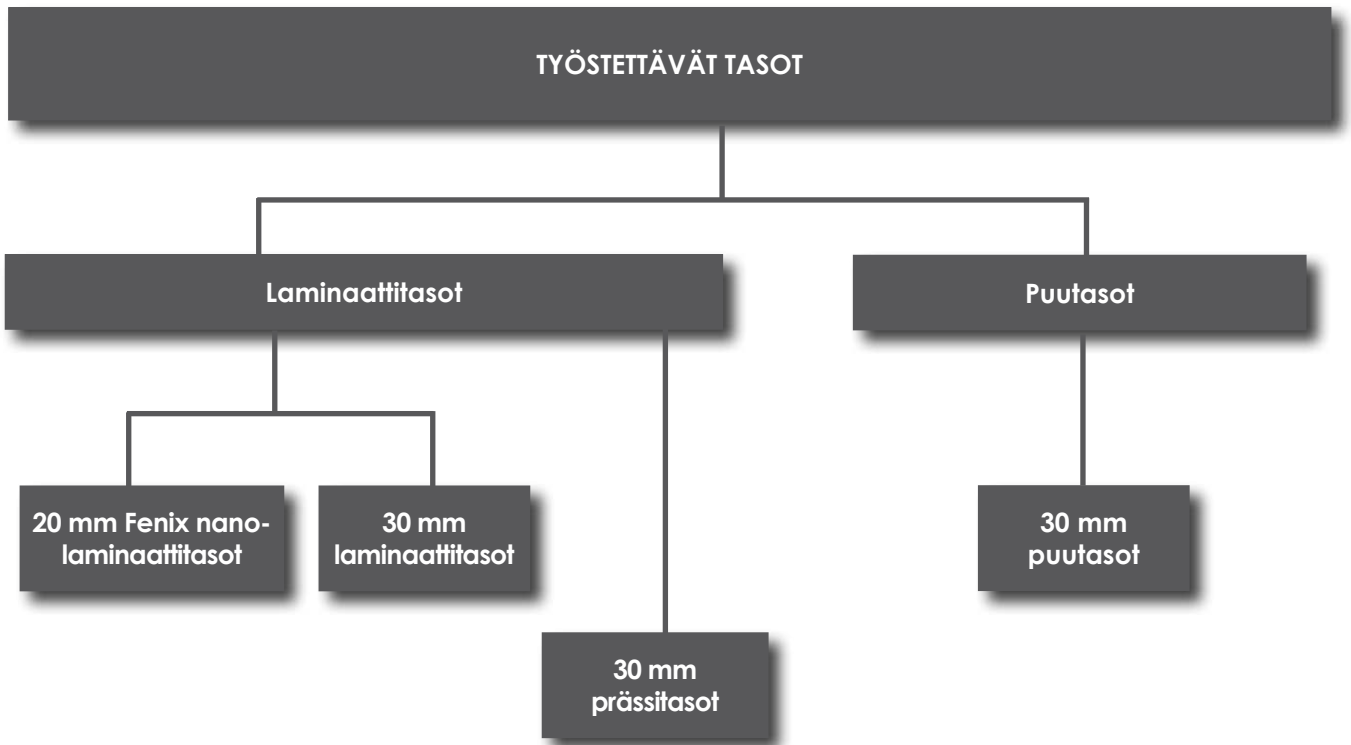 TYÖSTETTÄVÄT TASOT
Laminaattitasot
Puutasot
20 mm Fenix nano-
laminaattitasot
30 mm
laminaattitasot
30 mm
puutasot
30 mm
prässitasot